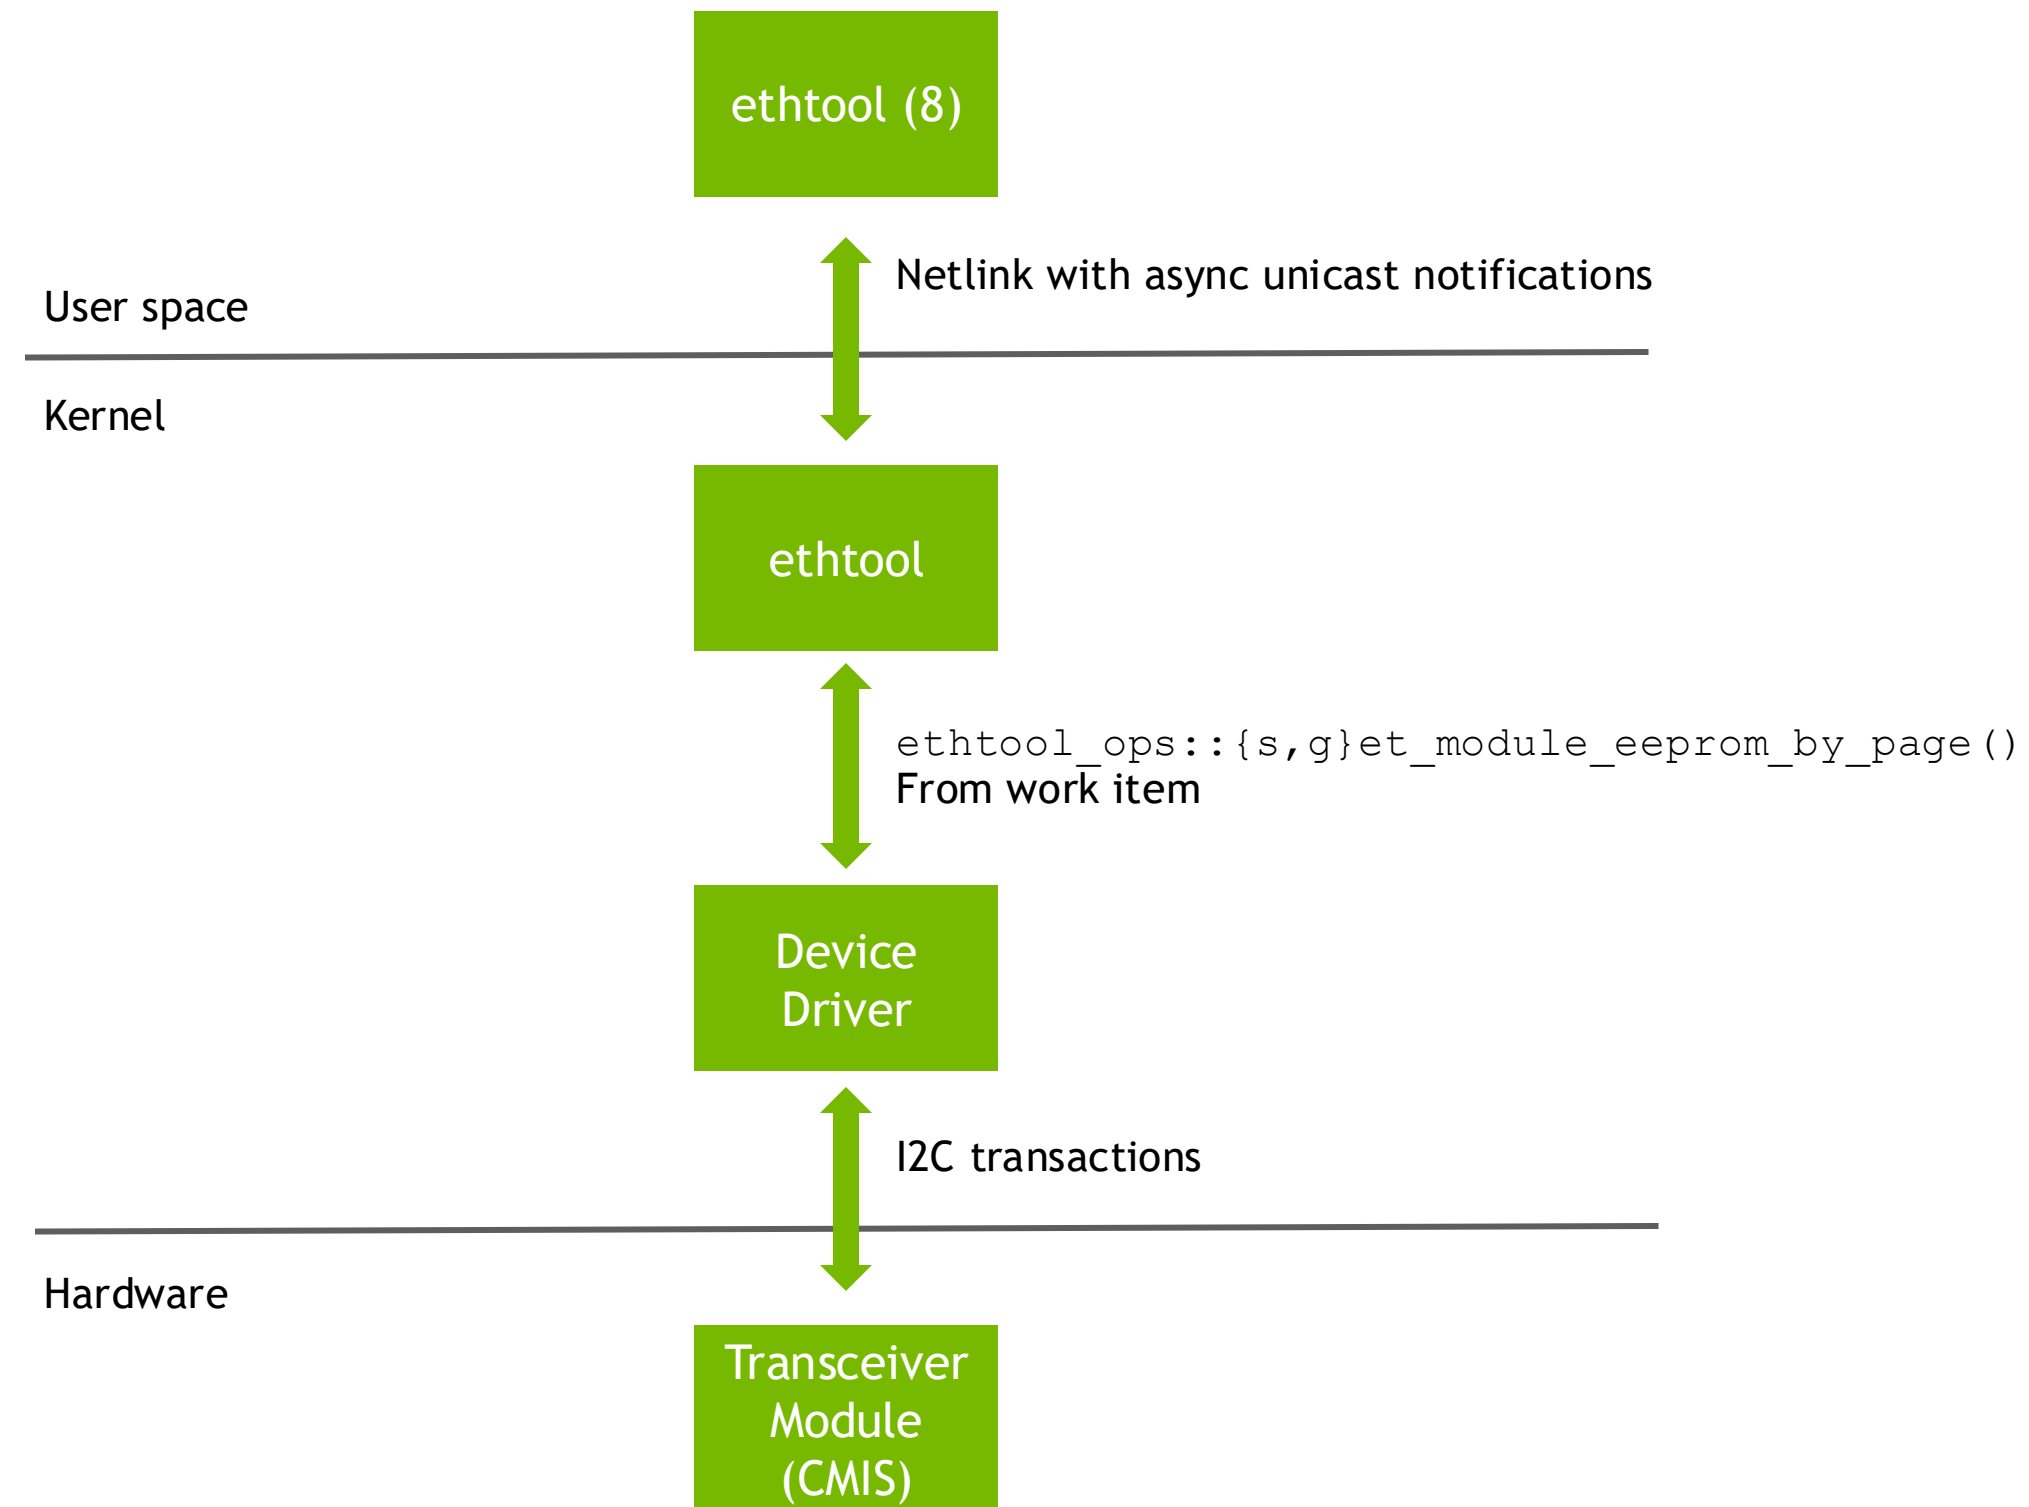 ethtool (8)
Netlink with async unicast notifications
User space
Kernel
ethtool
ethtool_ops::{s,g}et_module_eeprom_by_page()
From work item
Device
Driver
I2C transactions
Hardware
Transceiver
Module
(CMIS)